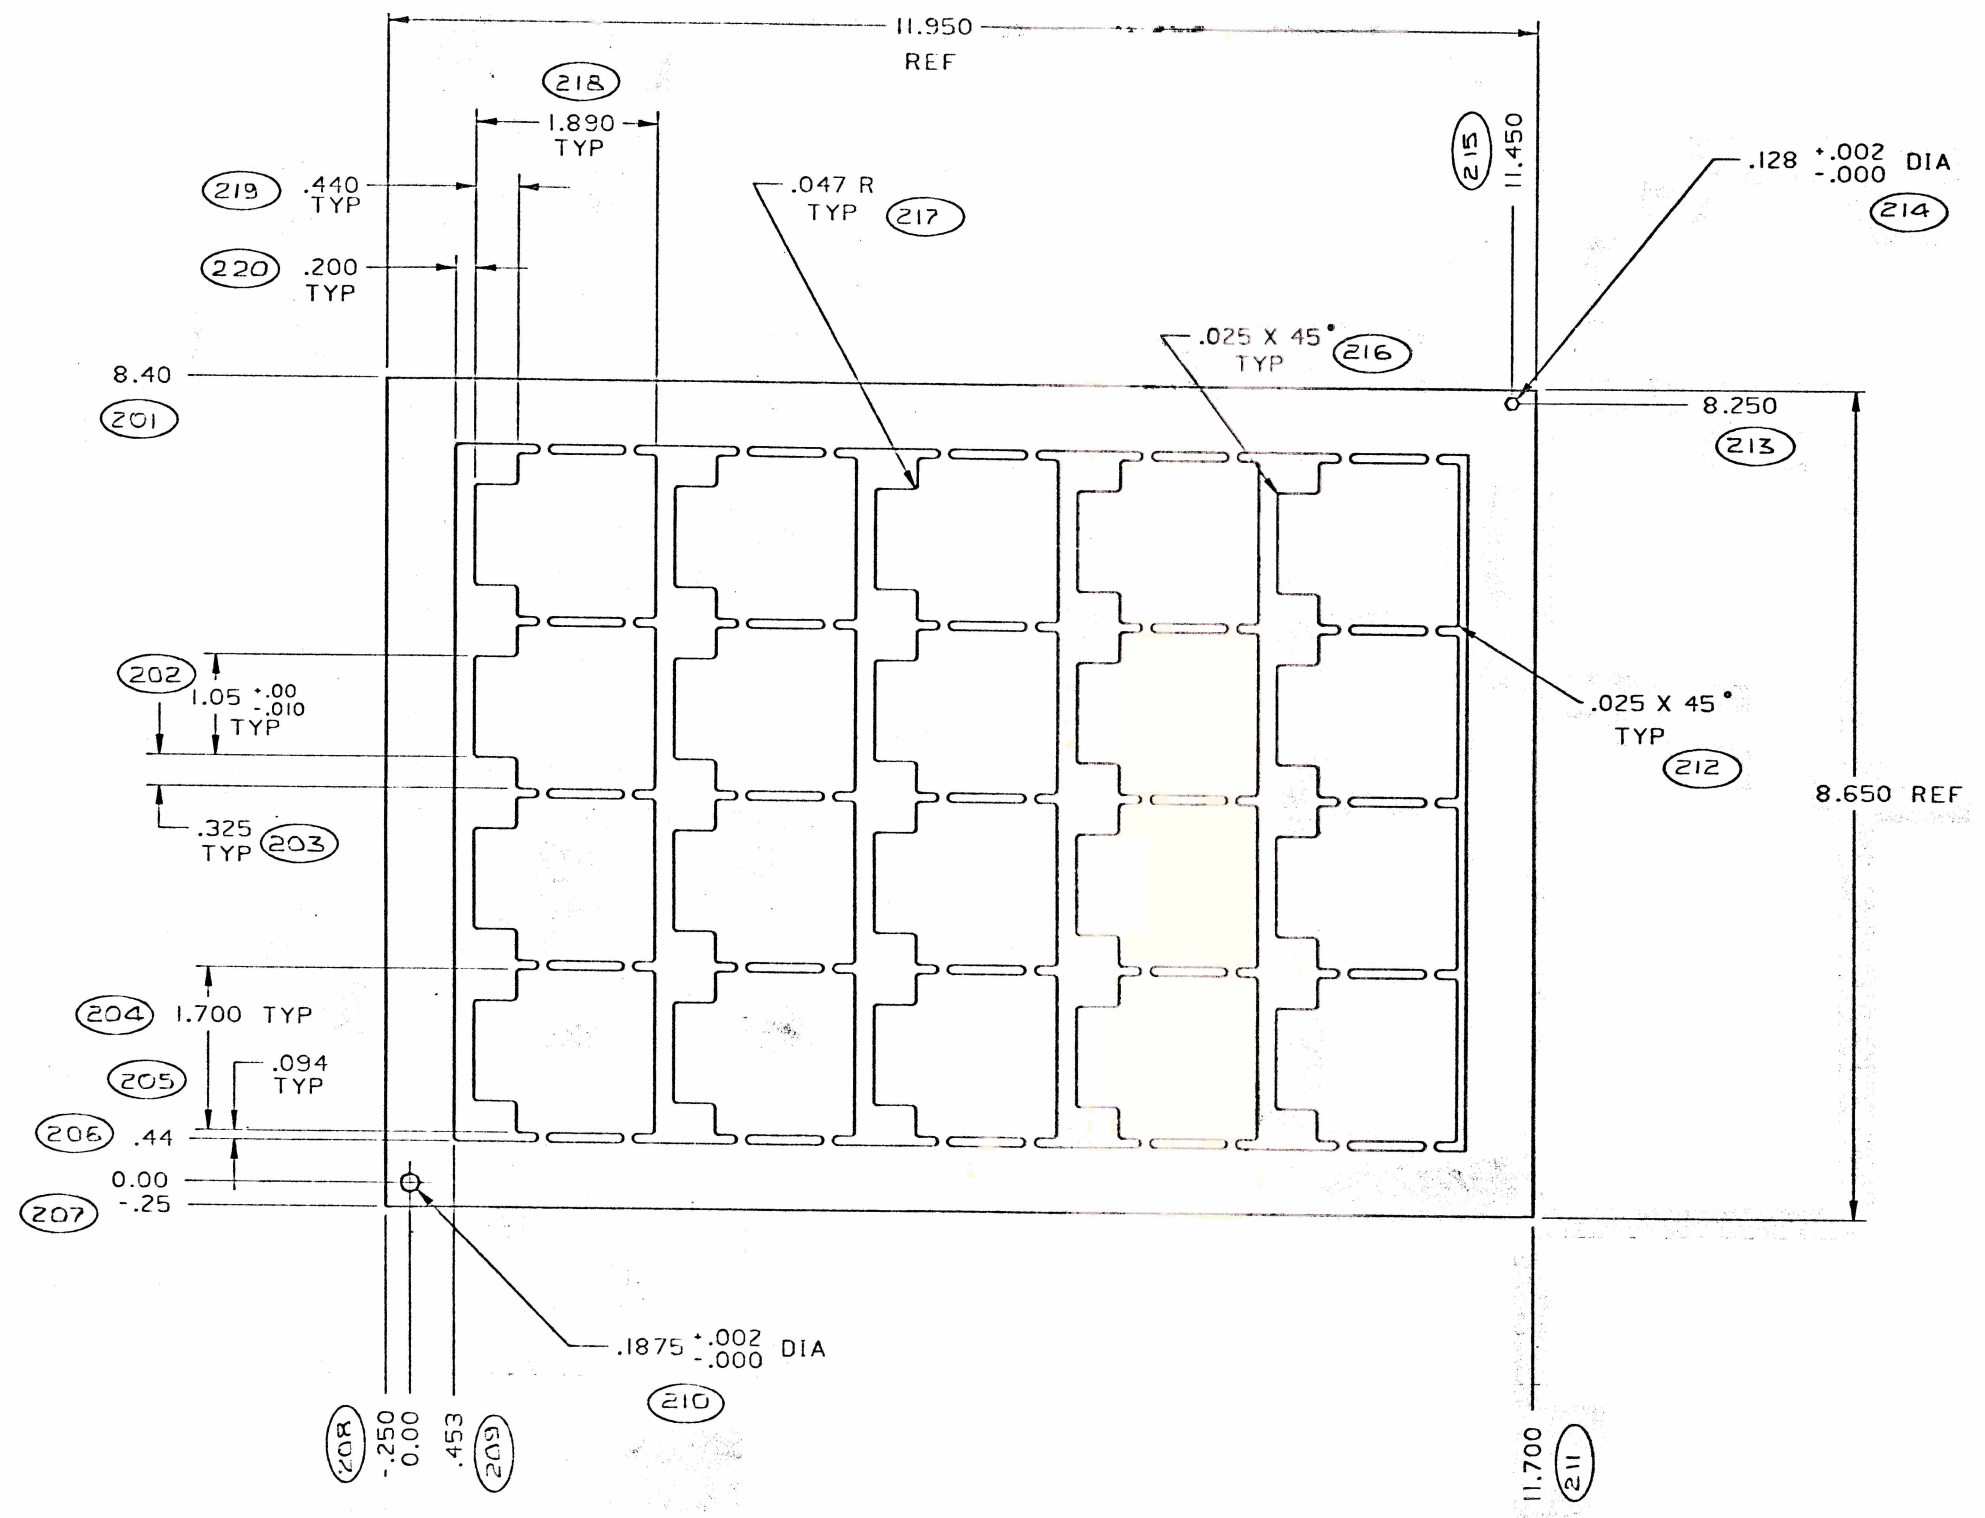 11.950
REF
218
1.890
TYP
219 .440
TYP
220 .200
TYP
.047 R
TYP 217
215 11.450
.128 +.002 -.000 DIA
214
.025 X 45°
TYP 216
8.40
201
8.250
213
202
1.05 +.00 -.010
TYP
.325
TYP 203
.025 X 45°
TYP
212
8.650 REF
204 1.700 TYP
205 .094
TYP
206 .44
0.00
207 -.25
.1875 +.002 -.000 DIA
210
208 -.250
0.00
.453 209
11.700 211